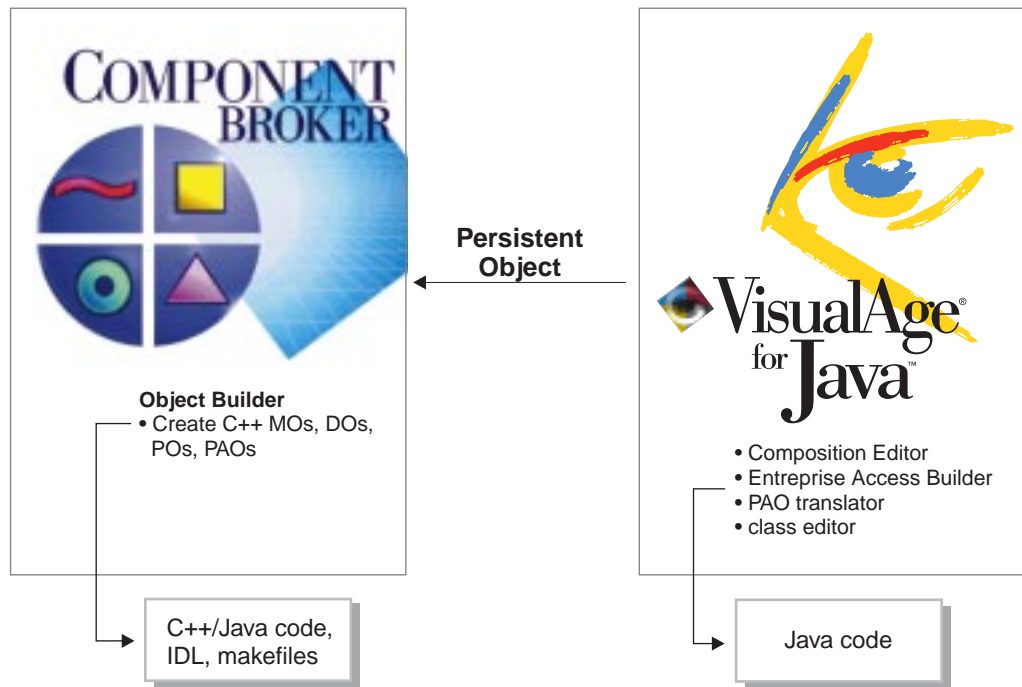 COMPONENT
BROKER
Object Builder
• Create C++ MOs, DOs,
POs, PAOs
C++/Java code,
IDL, makefiles
Persistent
Object
VisualAge®
for Java™
• Composition Editor
• Entreprise Access Builder
• PAO translator
• class editor
Java code